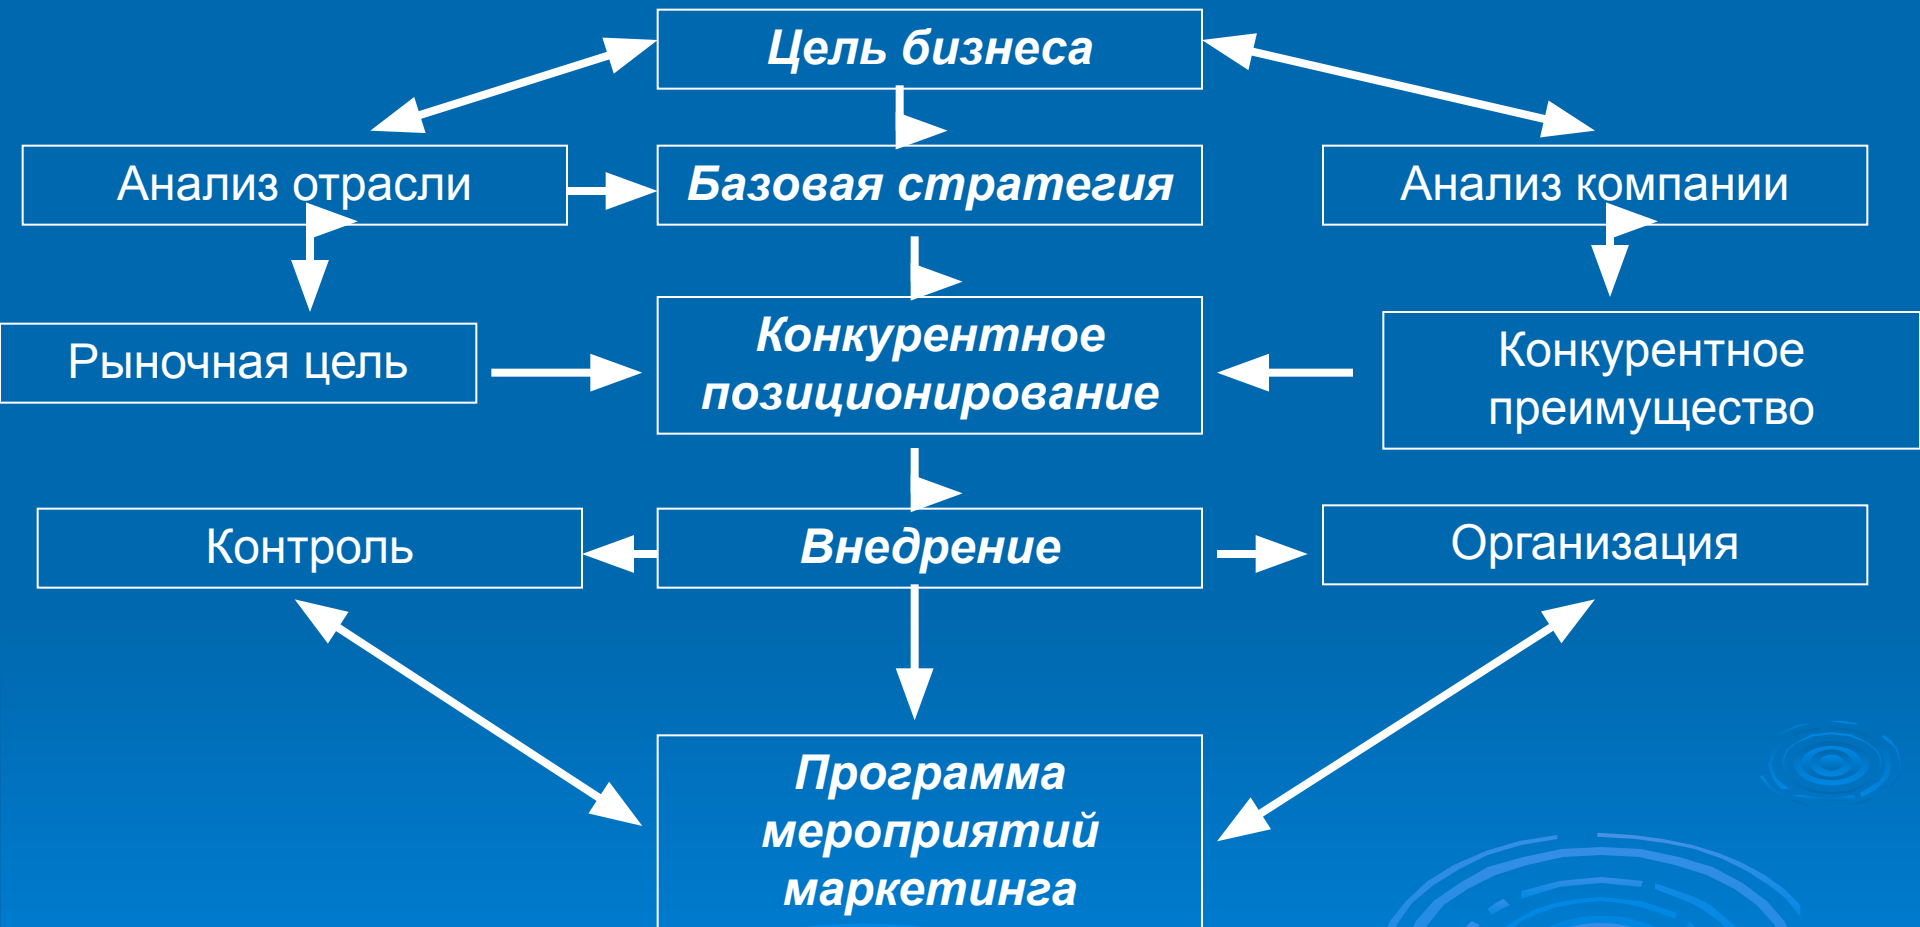 Цель бизнеса
Анализ отрасли
Базовая стратегия
Анализ компании
Рыночная цель
Конкурентное
позиционирование
Конкурентное
преимущество
Контроль
Внедрение
Организация
Программа
мероприятий
маркетинга